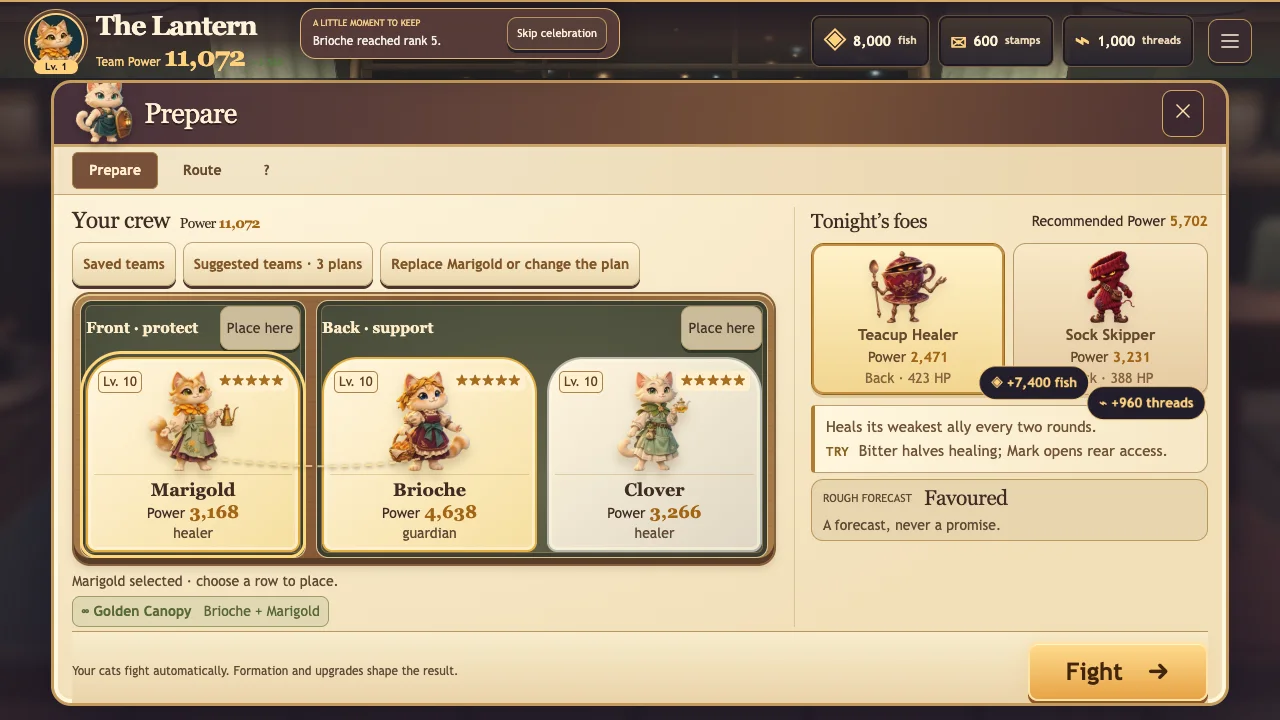 The Lantern
Team Power 11,072
Lv. 1
A LITTLE MOMENT TO KEEP
Brioche reached rank 5.
Skip celebration
8,000 fish
600 stamps
1,000 threads
Prepare
Prepare
Route
?
Your crew Power 11,072
Saved teams
Suggested teams · 3 plans
Replace Marigold or change the plan
Front · protect
Place here
Back · support
Place here
Lv. 10
★★★★★
Marigold
Power 3,168
healer
Lv. 10
★★★★★
Brioche
Power 4,638
guardian
Lv. 10
★★★★★
Clover
Power 3,266
healer
Marigold selected · choose a row to place.
∞ Golden Canopy Brioche + Marigold
Tonight's foes
Recommended Power 5,702
Teacup Healer
Power 2,471
Back · 423 HP
Sock Skipper
Power 3,231
ck · 388 HP
+7,400 fish
+960 threads
Heals its weakest ally every two rounds.
TRY Bitter halves healing; Mark opens rear access.
ROUGH FORECAST Favoured
A forecast, never a promise.
Your cats fight automatically. Formation and upgrades shape the result.
Fight →